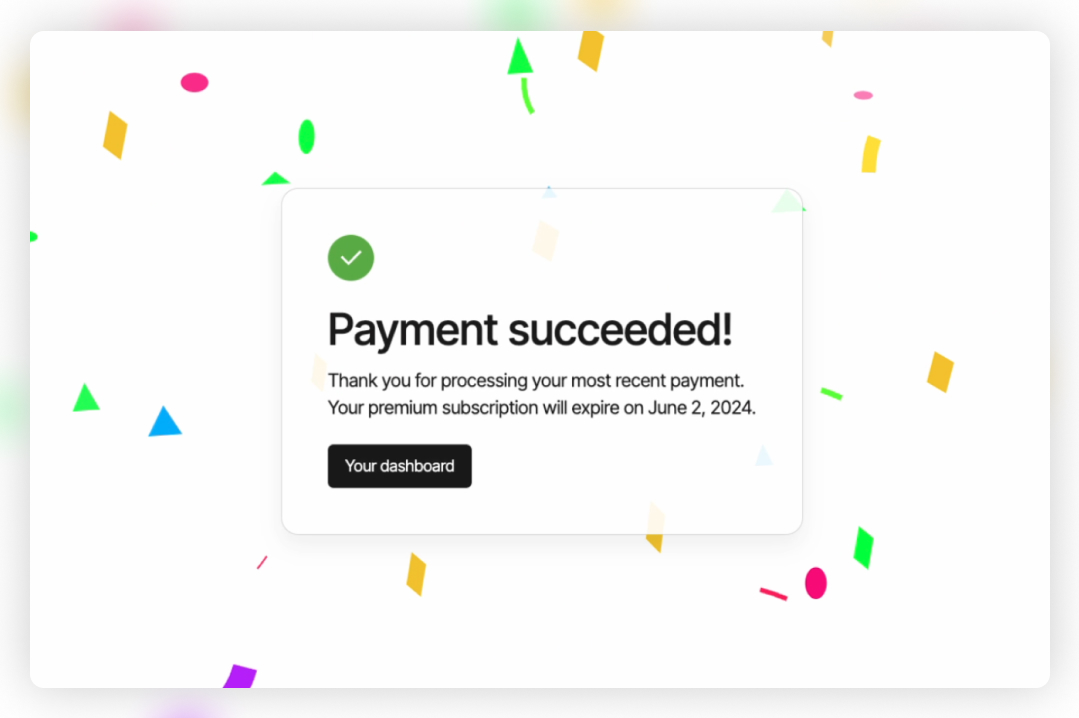 Payment succeeded!
Thank you for processing your most recent payment.
Your premium subscription will expire on June 2, 2024.
Your dashboard